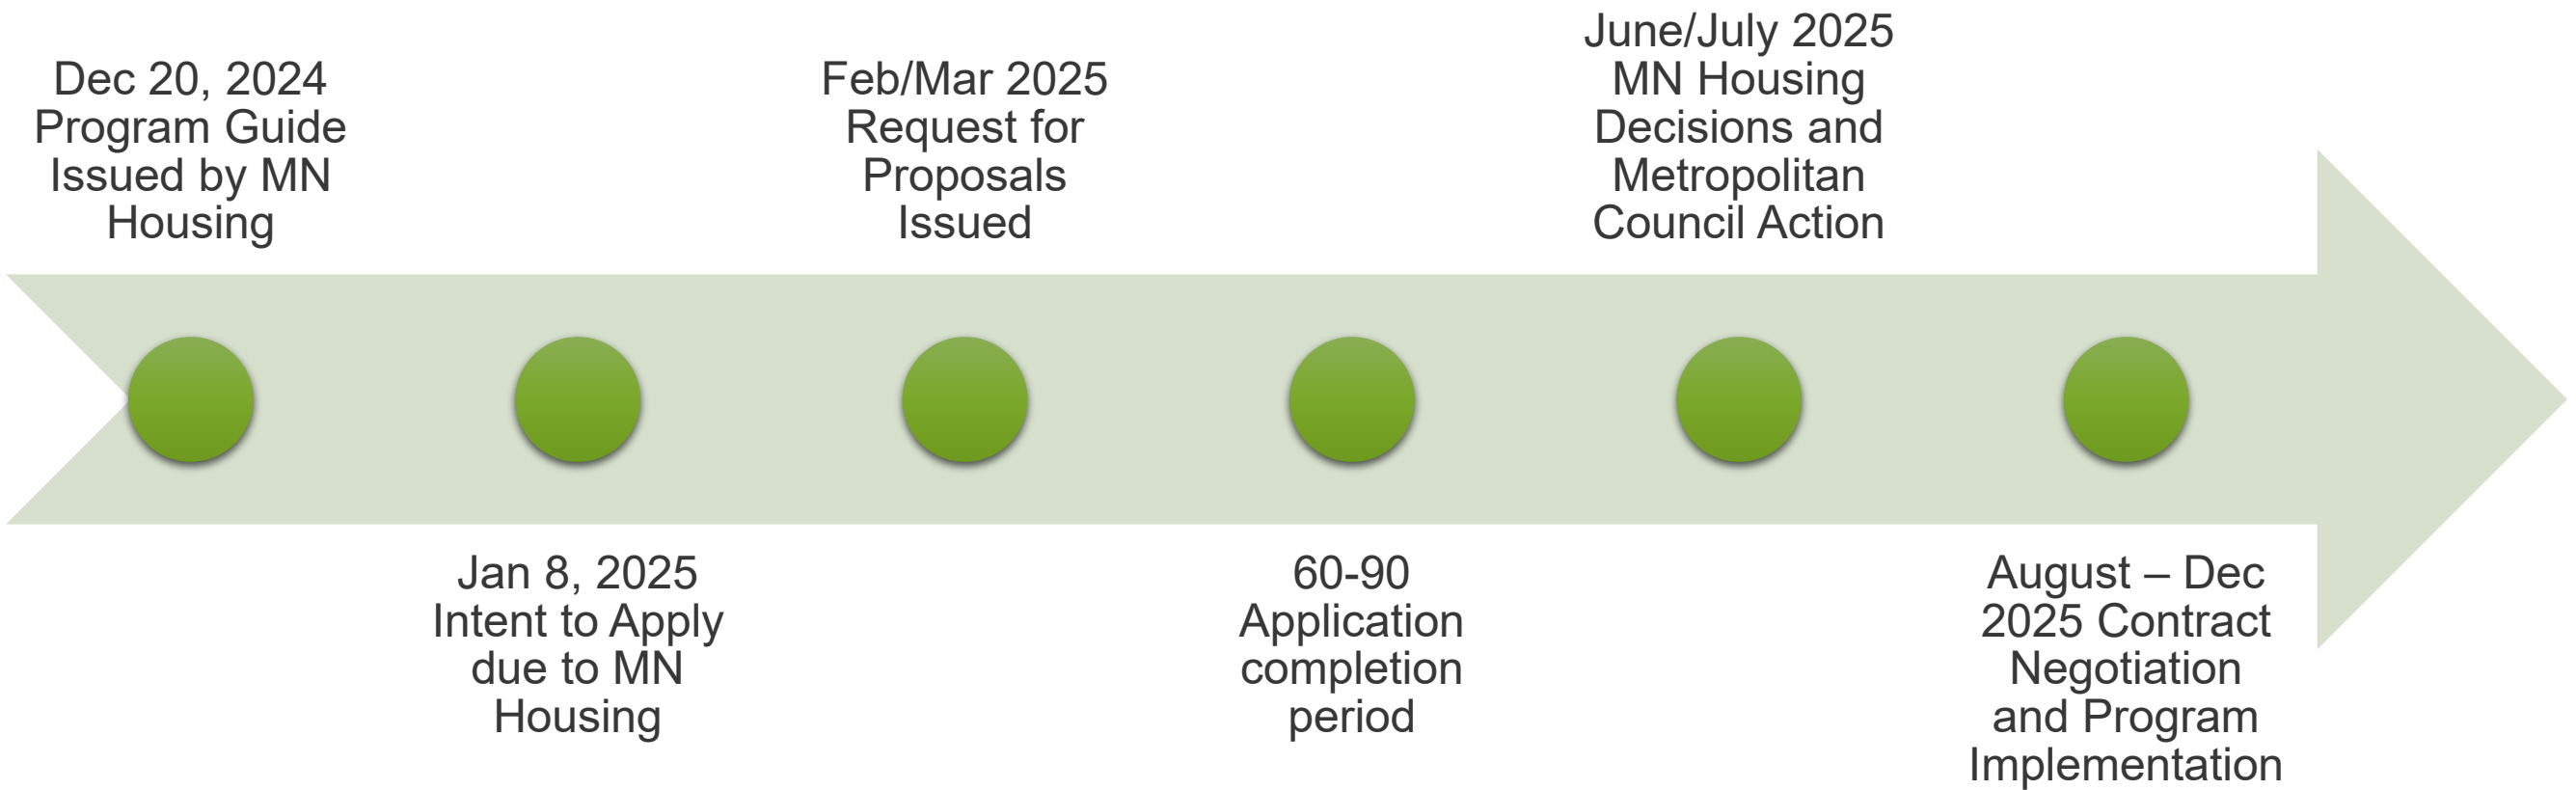 Dec 20, 2024
Program Guide
Issued by MN
Housing
Jan 8, 2025
Intent to Apply
due to MN
Housing
Feb/Mar 2025
Request for
Proposals
Issued
60-90
Application
completion
period
June/July 2025
MN Housing
Decisions and
Metropolitan
Council Action
August – Dec
2025 Contract
Negotiation
and Program
Implementation